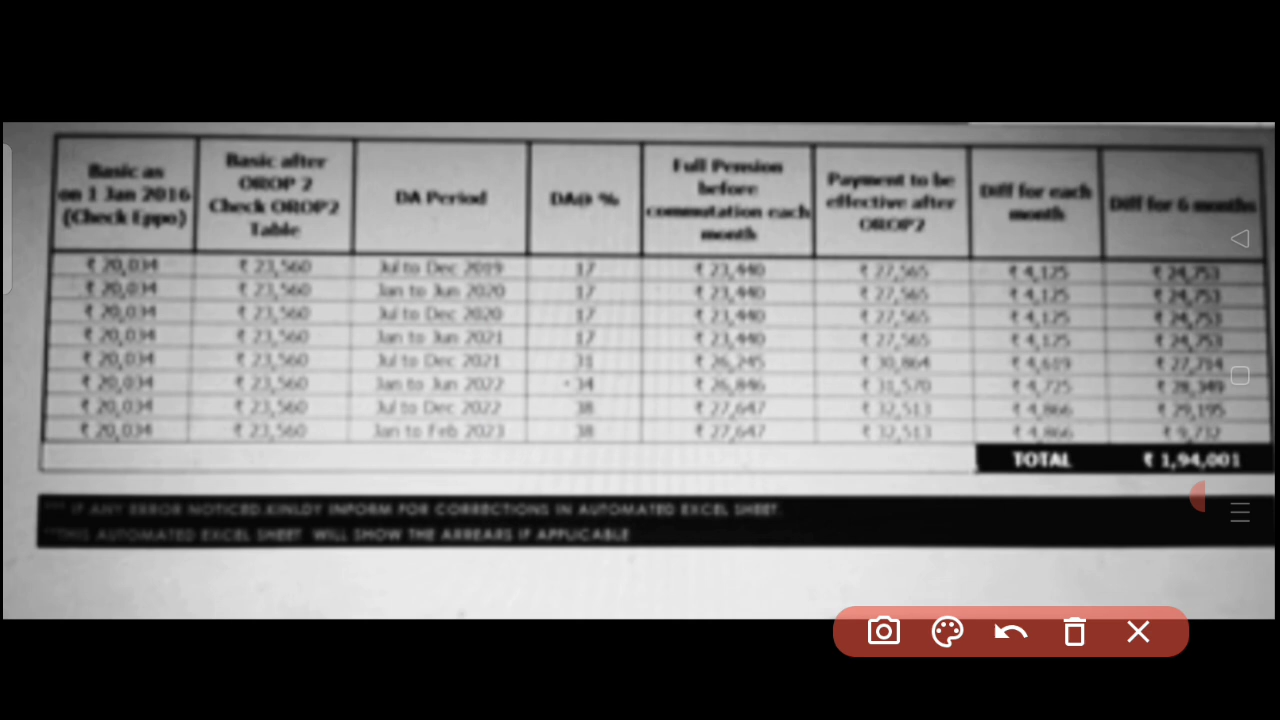 Basic as on 1 Jan 2016 (Check Eppo) | Basic after OROP 2 Check OROP2 Table | DA Period | DA@ % | Full Pension before commutation each month | Payment to be effective after OROP2 | Diff for each month | Diff for 6 months
₹ 20,034 | ₹ 23,560 | Jul to Dec 2019 | 17 | ₹ 23,440 | ₹ 27,565 | ₹ 4,125 | ₹ 24,753
₹ 20,034 | ₹ 23,560 | Jan to Jun 2020 | 17 | ₹ 23,440 | ₹ 27,565 | ₹ 4,125 | ₹ 24,753
₹ 20,034 | ₹ 23,560 | Jul to Dec 2020 | 17 | ₹ 23,440 | ₹ 27,565 | ₹ 4,125 | ₹ 24,753
₹ 20,034 | ₹ 23,560 | Jan to Jun 2021 | 17 | ₹ 23,440 | ₹ 27,565 | ₹ 4,125 | ₹ 24,753
₹ 20,034 | ₹ 23,560 | Jul to Dec 2021 | 31 | ₹ 26,245 | ₹ 30,864 | ₹ 4,619 | ₹ 27,714
₹ 20,034 | ₹ 23,560 | Jan to Jun 2022 | 34 | ₹ 26,846 | ₹ 31,570 | ₹ 4,725 | ₹ 28,349
₹ 20,034 | ₹ 23,560 | Jul to Dec 2022 | 38 | ₹ 27,647 | ₹ 32,513 | ₹ 4,866 | ₹ 29,195
₹ 20,034 | ₹ 23,560 | Jan to Feb 2023 | 38 | ₹ 27,647 | ₹ 32,513 | ₹ 4,866 | ₹ 9,732
TOTAL ₹ 1,94,001
*** IF ANY ERROR NOTICED.KINLDY INFORM FOR CORRECTIONS IN AUTOMATED EXCEL SHEET.
**THIS AUTOMATED EXCEL SHEET WILL SHOW THE ARREARS IF APPLICABLE